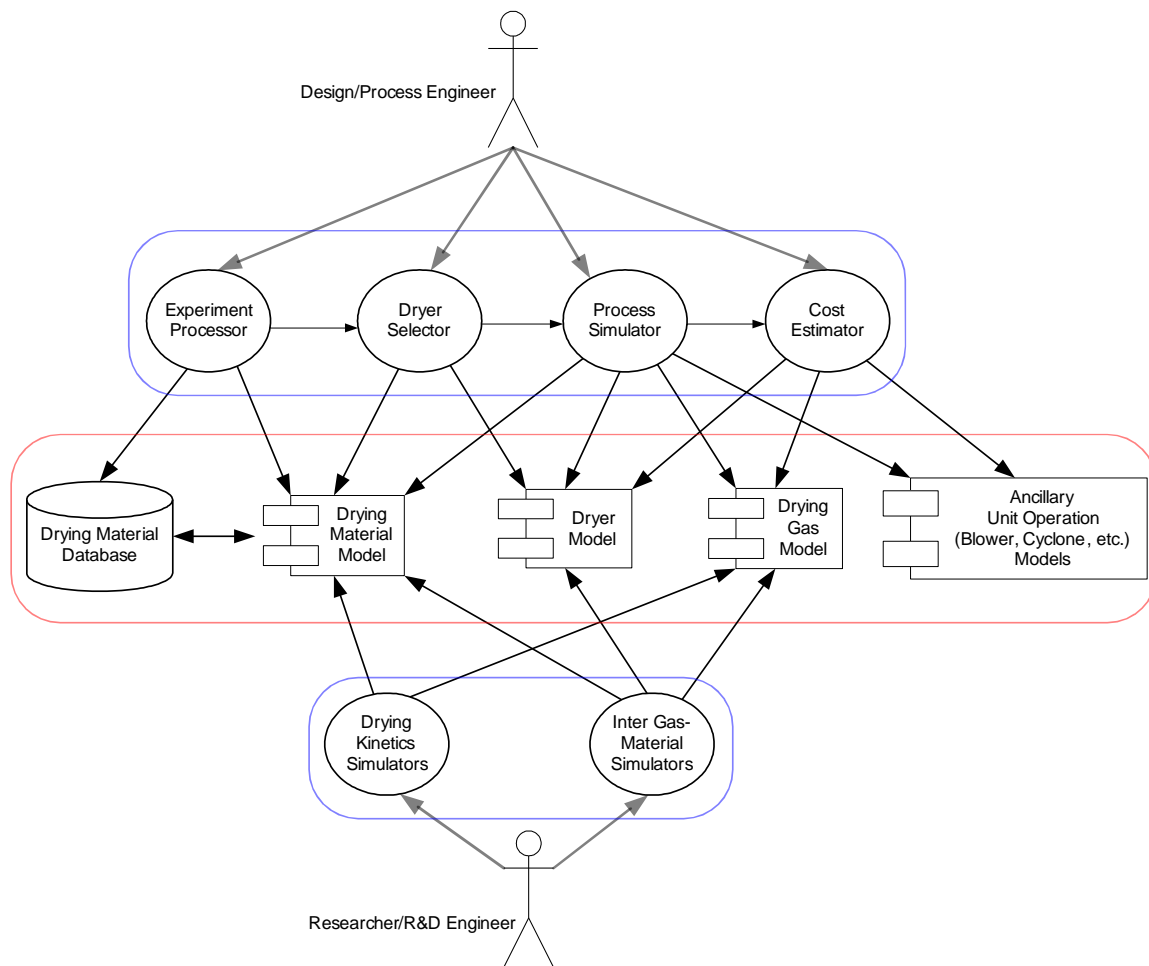 Design/Process Engineer
Experiment
Processor
Dryer
Selector
Process
Simulator
Cost
Estimator
Drying Material
Database
Drying
Material
Model
Dryer
Model
Drying
Gas
Model
Ancillary
Unit Operation
(Blower, Cyclone, etc.)
Models
Drying
Kinetics
Simulators
Inter Gas-
Material
Simulators
Researcher/R&D Engineer